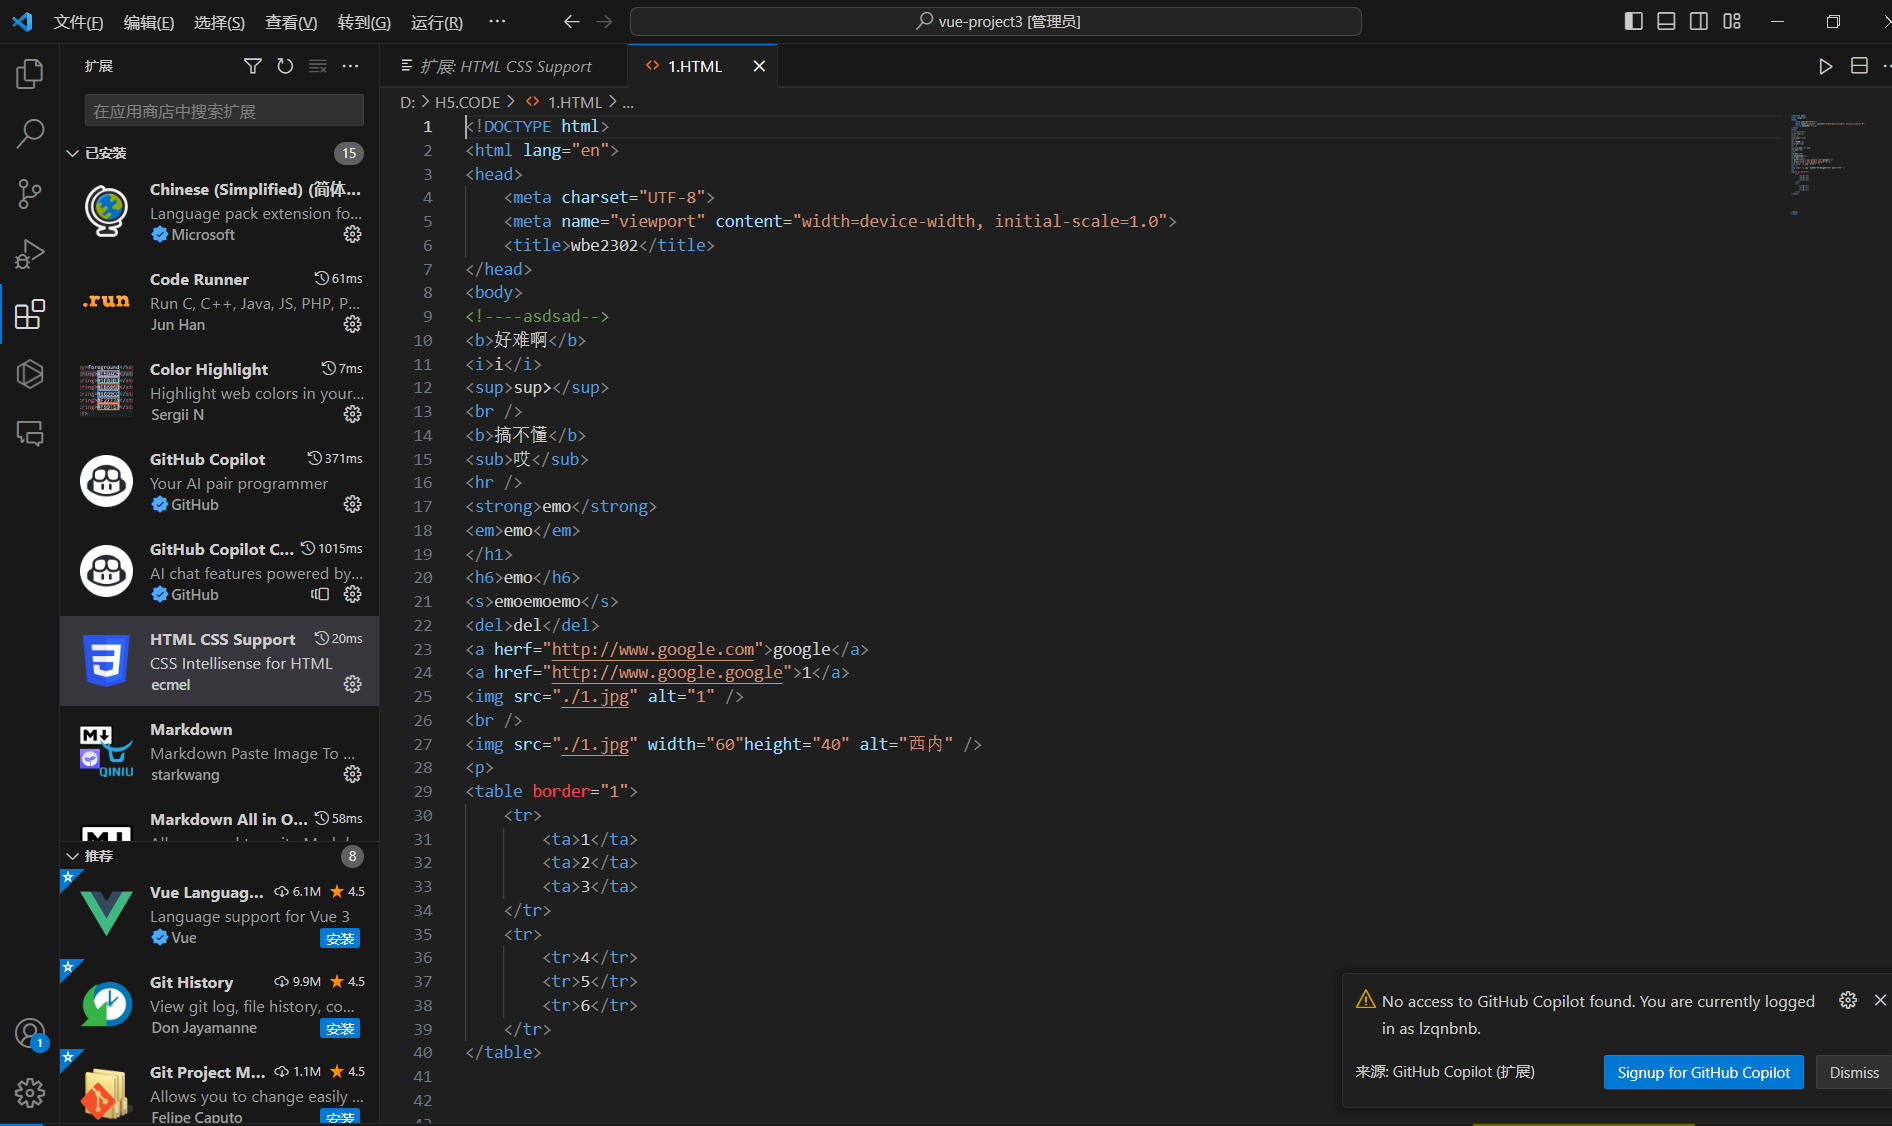 文件(F) 编辑(E) 选择(S) 查看(V) 转到(G) 运行(R) ···
vue-project3 [管理员]
扩展
在应用商店中搜索扩展
已安装 15
Chinese (Simplified) (简体...
Language pack extension fo...
Microsoft
Code Runner 61ms
Run C, C++, Java, JS, PHP, P...
Jun Han
.run
Color Highlight 7ms
Highlight web colors in your...
Sergii N
GitHub Copilot 371ms
Your AI pair programmer
GitHub
GitHub Copilot C... 1015ms
AI chat features powered by...
GitHub
HTML CSS Support 20ms
CSS Intellisense for HTML
ecmel
Markdown
Markdown Paste Image To ...
starkwang
QINIU
Markdown All in O... 58ms
推荐 8
Vue Languag... 6.1M 4.5
Language support for Vue 3
Vue 安装
Git History 9.9M 4.5
View git log, file history, co...
Don Jayamanne 安装
Git Project M... 1.1M 4.5
Allows you to change easily ...
Felipe Caputo 安装
1
扩展: HTML CSS Support
1.HTML
D: > H5.CODE > <> 1.HTML > ...
1 <!DOCTYPE html>
2 <html lang="en">
3 <head>
4 <meta charset="UTF-8">
5 <meta name="viewport" content="width=device-width, initial-scale=1.0">
6 <title>wbe2302</title>
7 </head>
8 <body>
9 <!----asdsad-->
10 <b>好难啊</b>
11 <i>i</i>
12 <sup>sup></sup>
13 <br />
14 <b>搞不懂</b>
15 <sub>哎</sub>
16 <hr />
17 <strong>emo</strong>
18 <em>emo</em>
19 </h1>
20 <h6>emo</h6>
21 <s>emoemoemo</s>
22 <del>del</del>
23 <a herf="http://www.google.com">google</a>
24 <a href="http://www.google.google">1</a>
25 <img src="./1.jpg" alt="1" />
26 <br />
27 <img src="./1.jpg" width="60"height="40" alt="西内" />
28 <p>
29 <table border="1">
30 <tr>
31 <ta>1</ta>
32 <ta>2</ta>
33 <ta>3</ta>
34 </tr>
35 <tr>
36 <tr>4</tr>
37 <tr>5</tr>
38 <tr>6</tr>
39 </tr>
40 </table>
41
42
No access to GitHub Copilot found. You are currently logged
in as lzqnbnb.
来源: GitHub Copilot (扩展)
Signup for GitHub Copilot
Dismiss